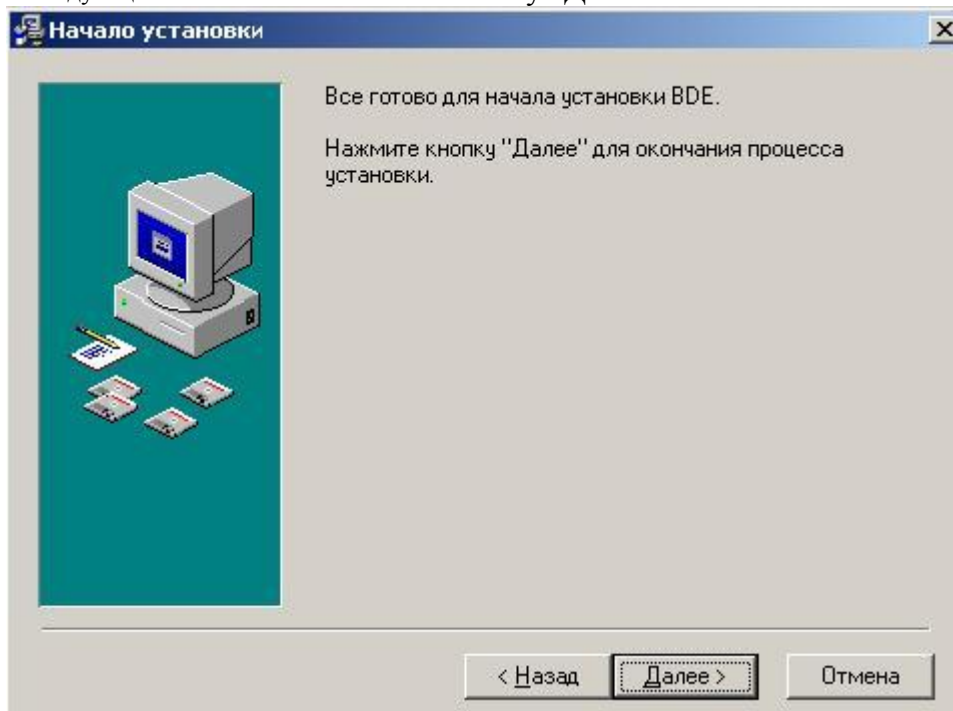 Начало установки
Все готово для начала установки BDE.
Нажмите кнопку "Далее" для окончания процесса
установки.
< Назад
Далее >
Отмена